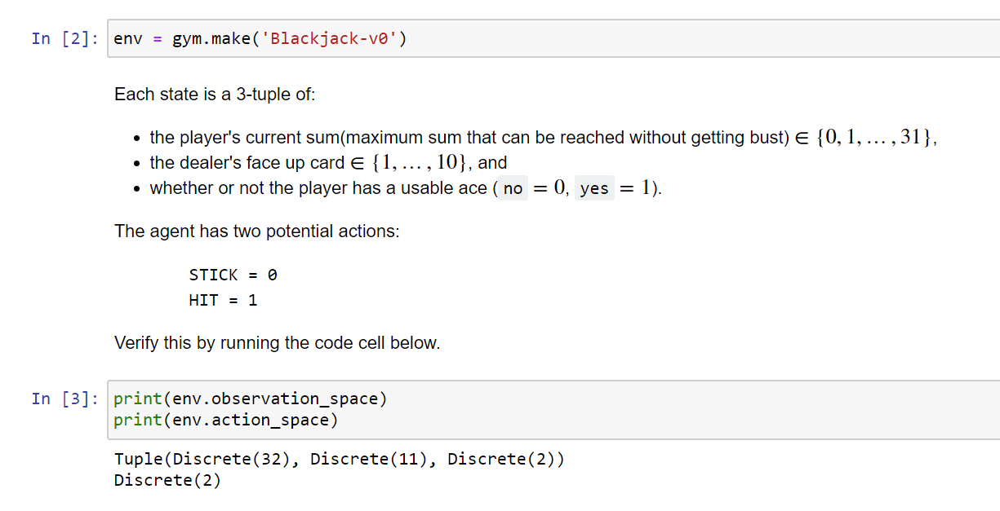 In [2]: env = gym.make('Blackjack-v0')
Each state is a 3-tuple of:
• the player's current sum(maximum sum that can be reached without getting bust) ∈ {0, 1, … , 31},
• the dealer's face up card ∈ {1, … , 10}, and
• whether or not the player has a usable ace ( no = 0, yes = 1).
The agent has two potential actions:
STICK = 0
HIT = 1
Verify this by running the code cell below.
In [3]: print(env.observation_space)
print(env.action_space)
Tuple(Discrete(32), Discrete(11), Discrete(2))
Discrete(2)